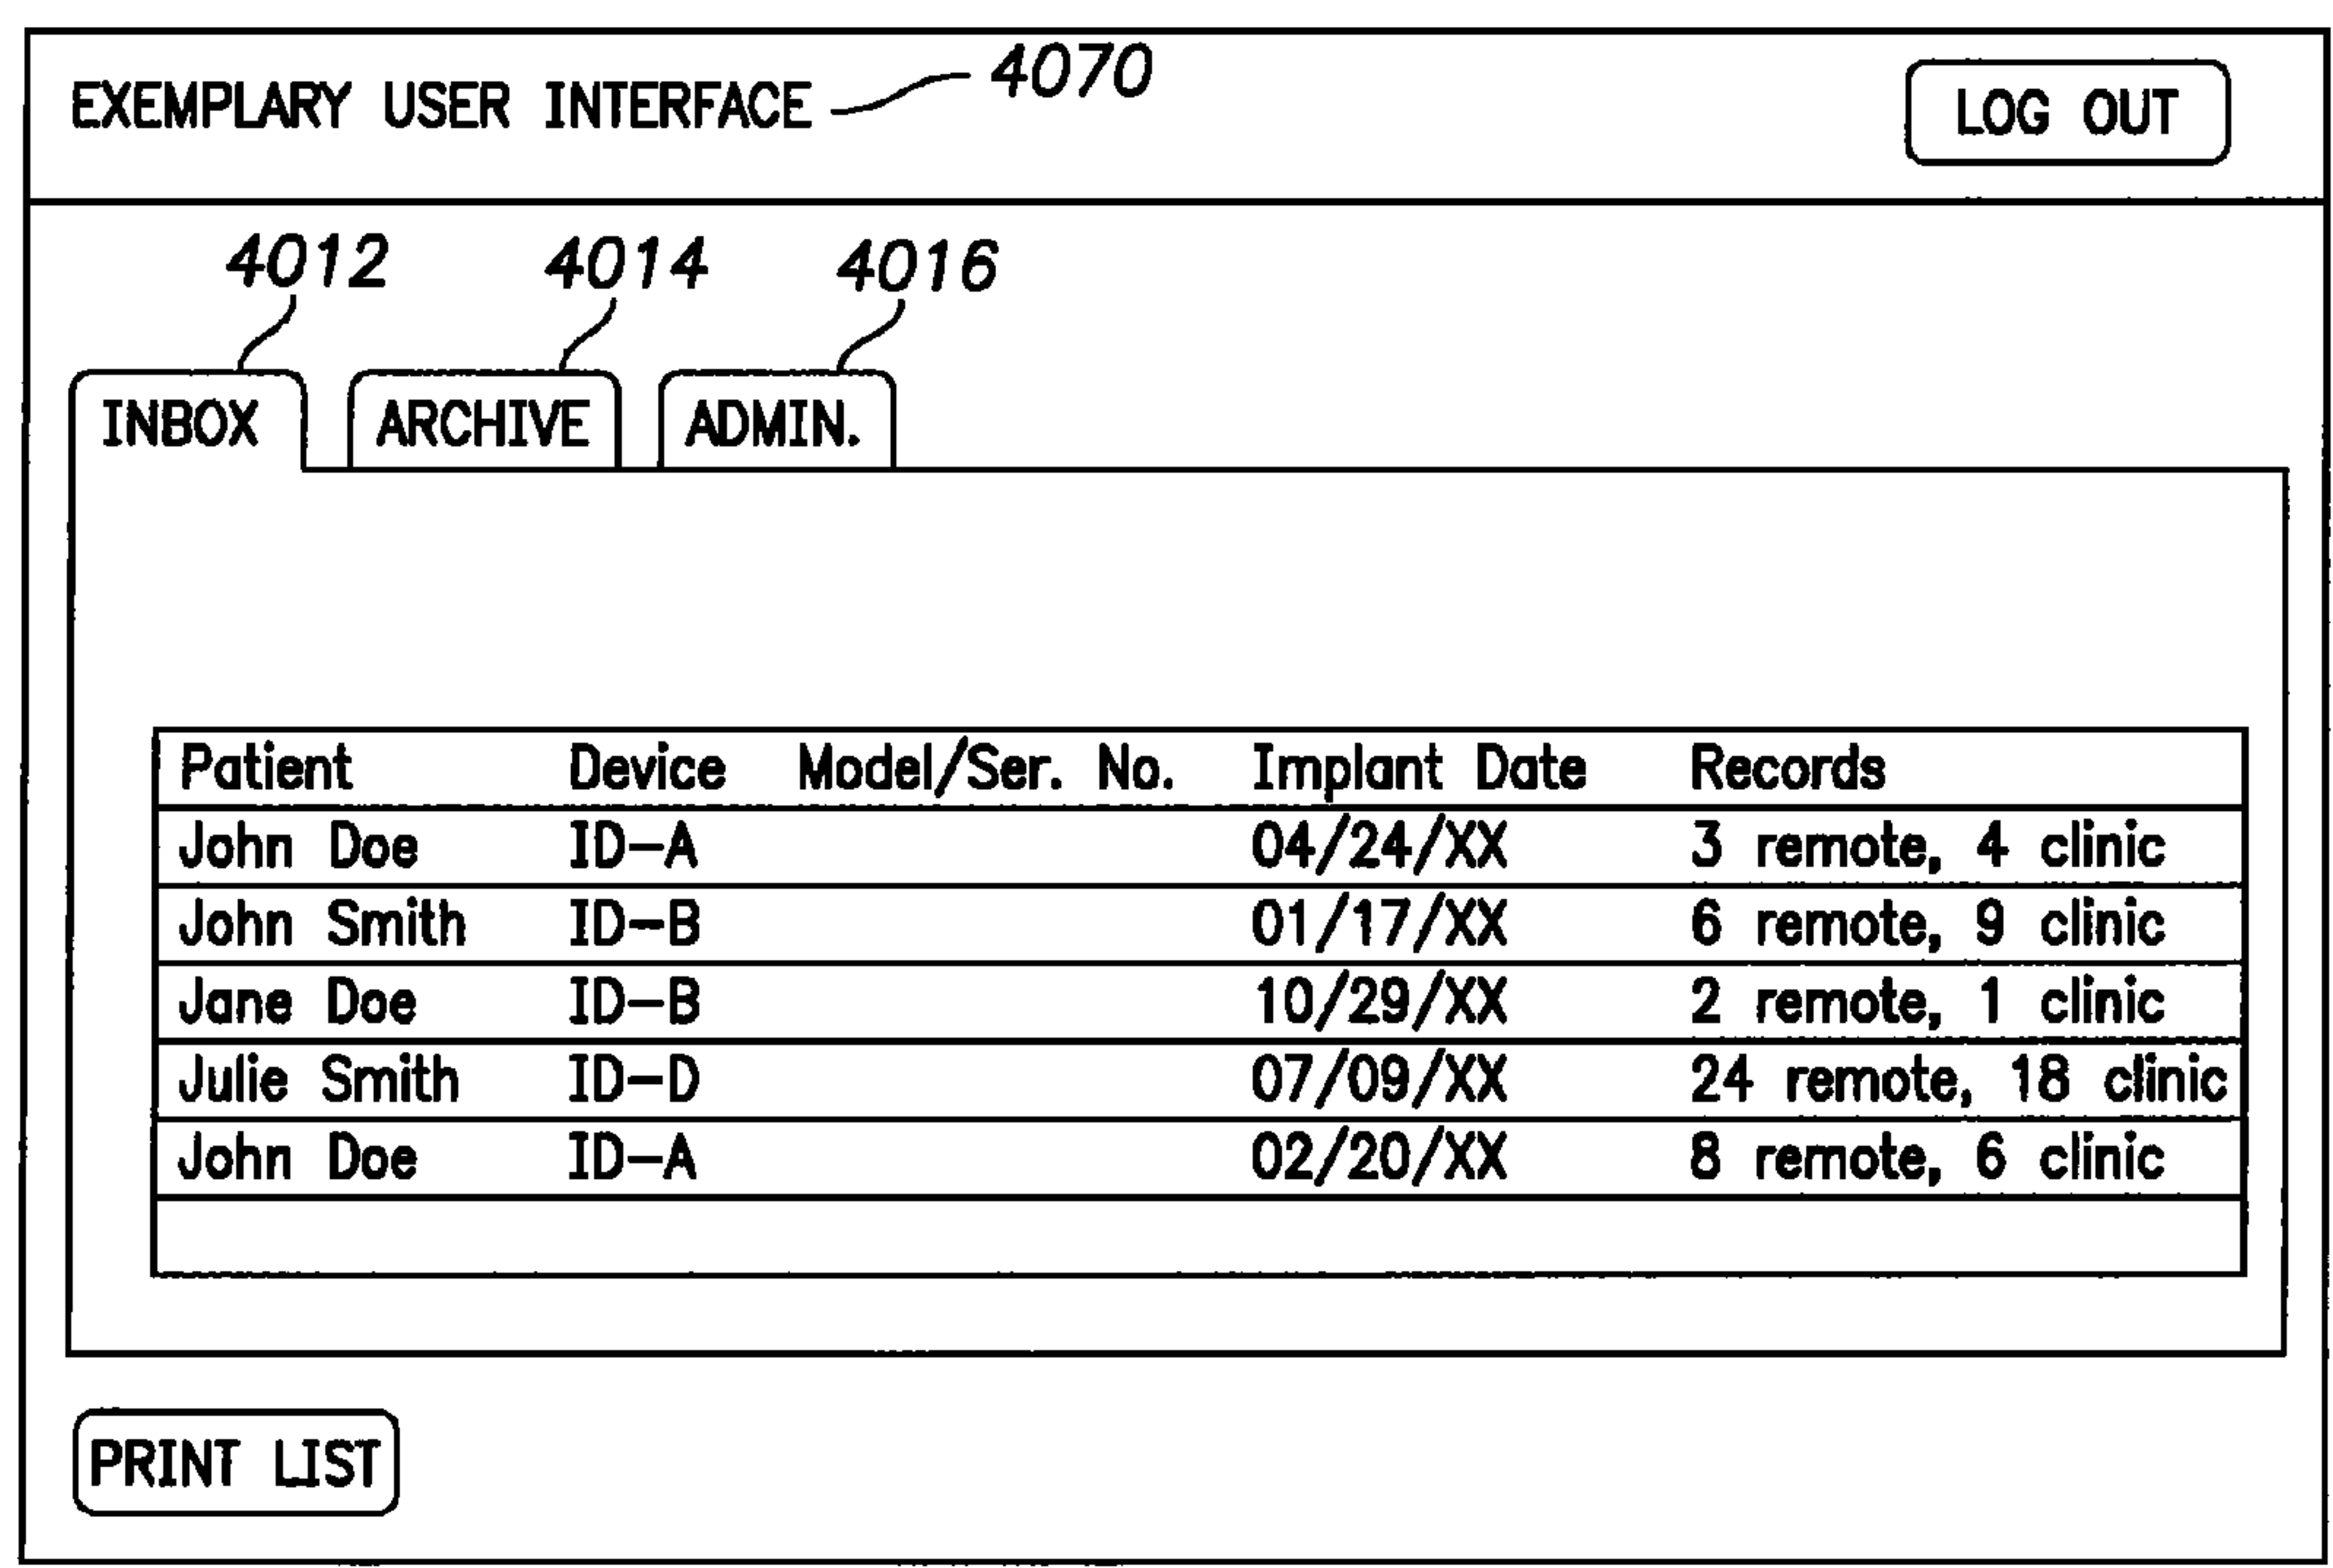 EXEMPLARY USER INTERFACE 4070 LOG OUT
4012 4014 4016
INBOX ARCHIVE ADMIN.
Patient Device Model/Ser. No. Implant Date Records
John Doe ID-A 04/24/XX 3 remote, 4 clinic
John Smith ID-B 01/17/XX 6 remote, 9 clinic
Jane Doe ID-B 10/29/XX 2 remote, 1 clinic
Julie Smith ID-D 07/09/XX 24 remote, 18 clinic
John Doe ID-A 02/20/XX 8 remote, 6 clinic
PRINT LIST